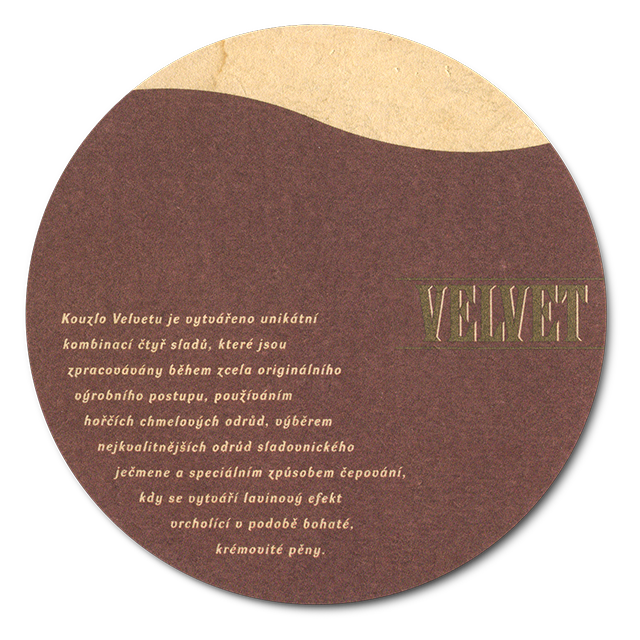 VELVET
Kouzlo Velvetu je vytvářeno unikátní
kombinací čtyř sladů, které jsou
zpracovávány během zcela originálního
výrobního postupu, používáním
hořčích chmelových odrůd, výběrem
nejkvalitnějších odrůd sladovnického
ječmene a speciálním způsobem čepování,
kdy se vytváří lavinový efekt
vrcholící v podobě bohaté,
krémovité pěny.